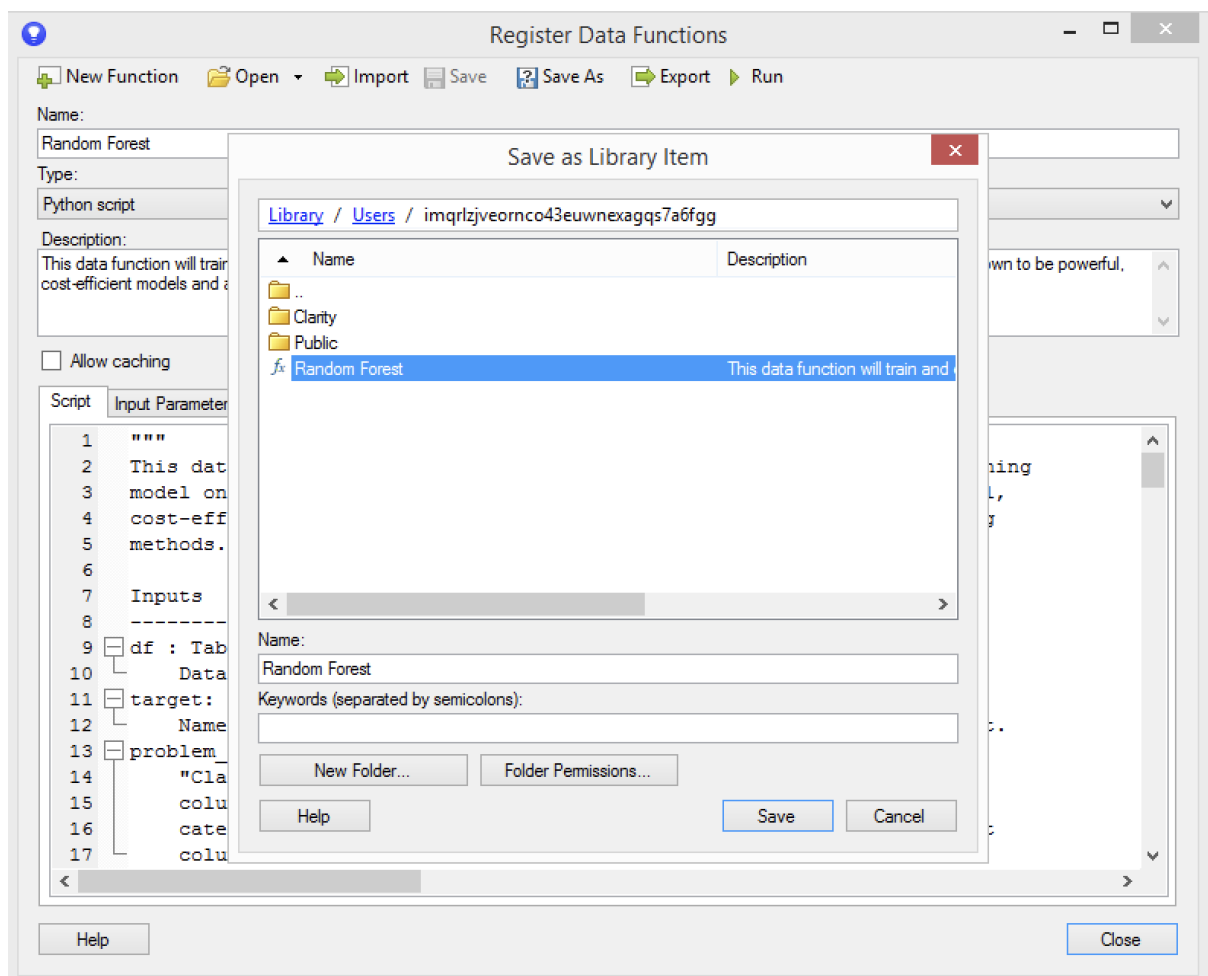 Register Data Functions
New Function Open Import Save Save As Export Run
Name:
Random Forest
Type:
Python script
Description:
This data function will train
cost-efficient models and
own to be powerful,
Allow caching
Script Input Parameter
1 """
2 This dat
3 model on
4 cost-eff
5 methods.
6
7 Inputs
8 --------
9 df : Tab
10 Data
11 target:
12 Name
13 problem_
14 "Cla
15 colu
16 cate
17 colu
Save as Library Item
Library / Users / imqrlzjveornco43euwnexagqs7a6fgg
Name Description
..
Clarity
Public
fx Random Forest This data function will train and
Name:
Random Forest
Keywords (separated by semicolons):
New Folder... Folder Permissions...
Help Save Cancel
Help Close